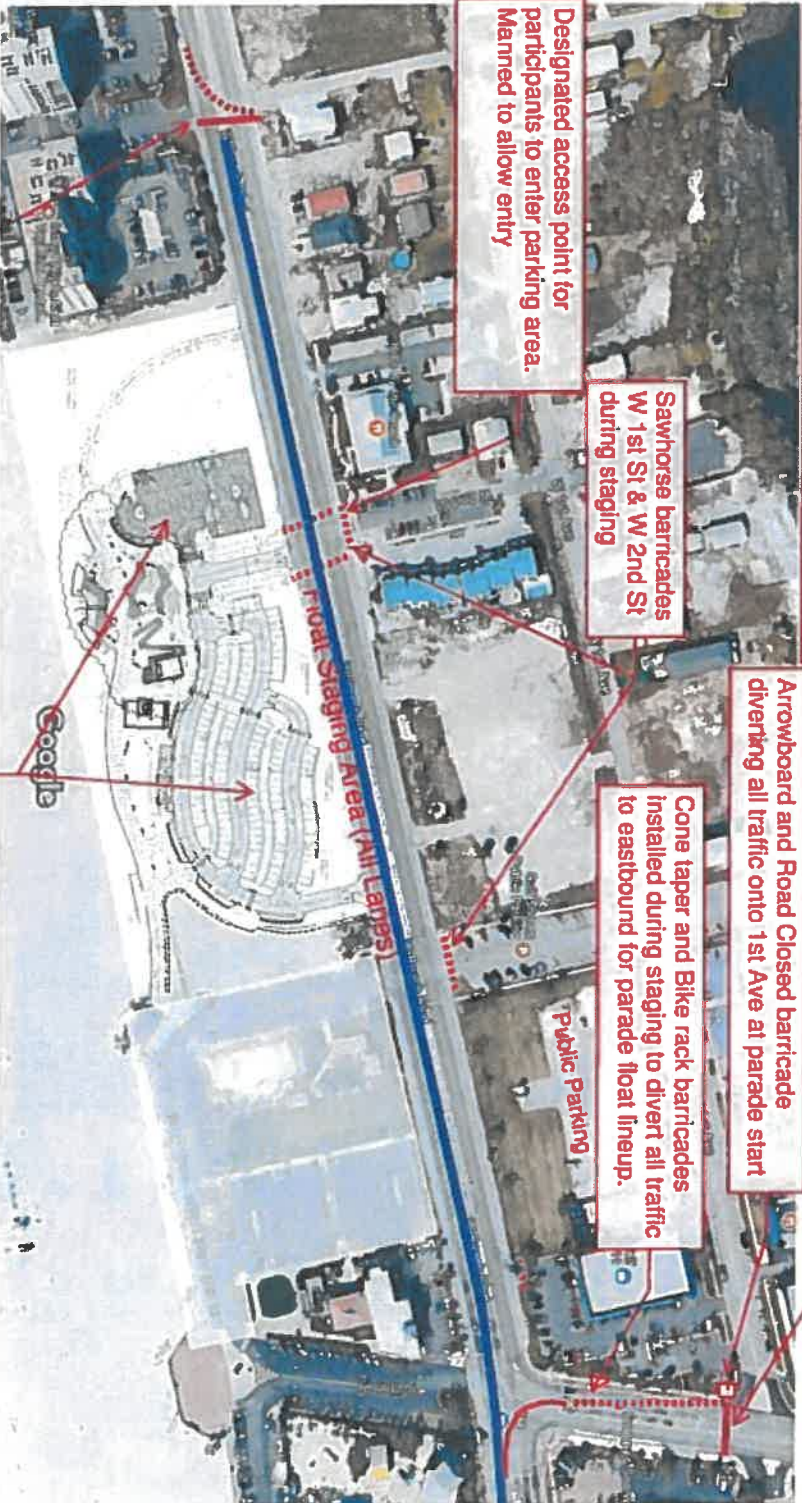 Designated access point for
participants to enter parking area.
Manned to allow entry
Sawhorse barricades
W 1st St & W 2nd St
during staging
Arrowboard and Road Closed barricade
diverting all traffic onto 1st Ave at parade start
Cone taper and Bike rack barricades
installed during staging to divert all traffic
to eastbound for parade float lineup.
Public Parking
Float Staging Area (All Lanes)
Google